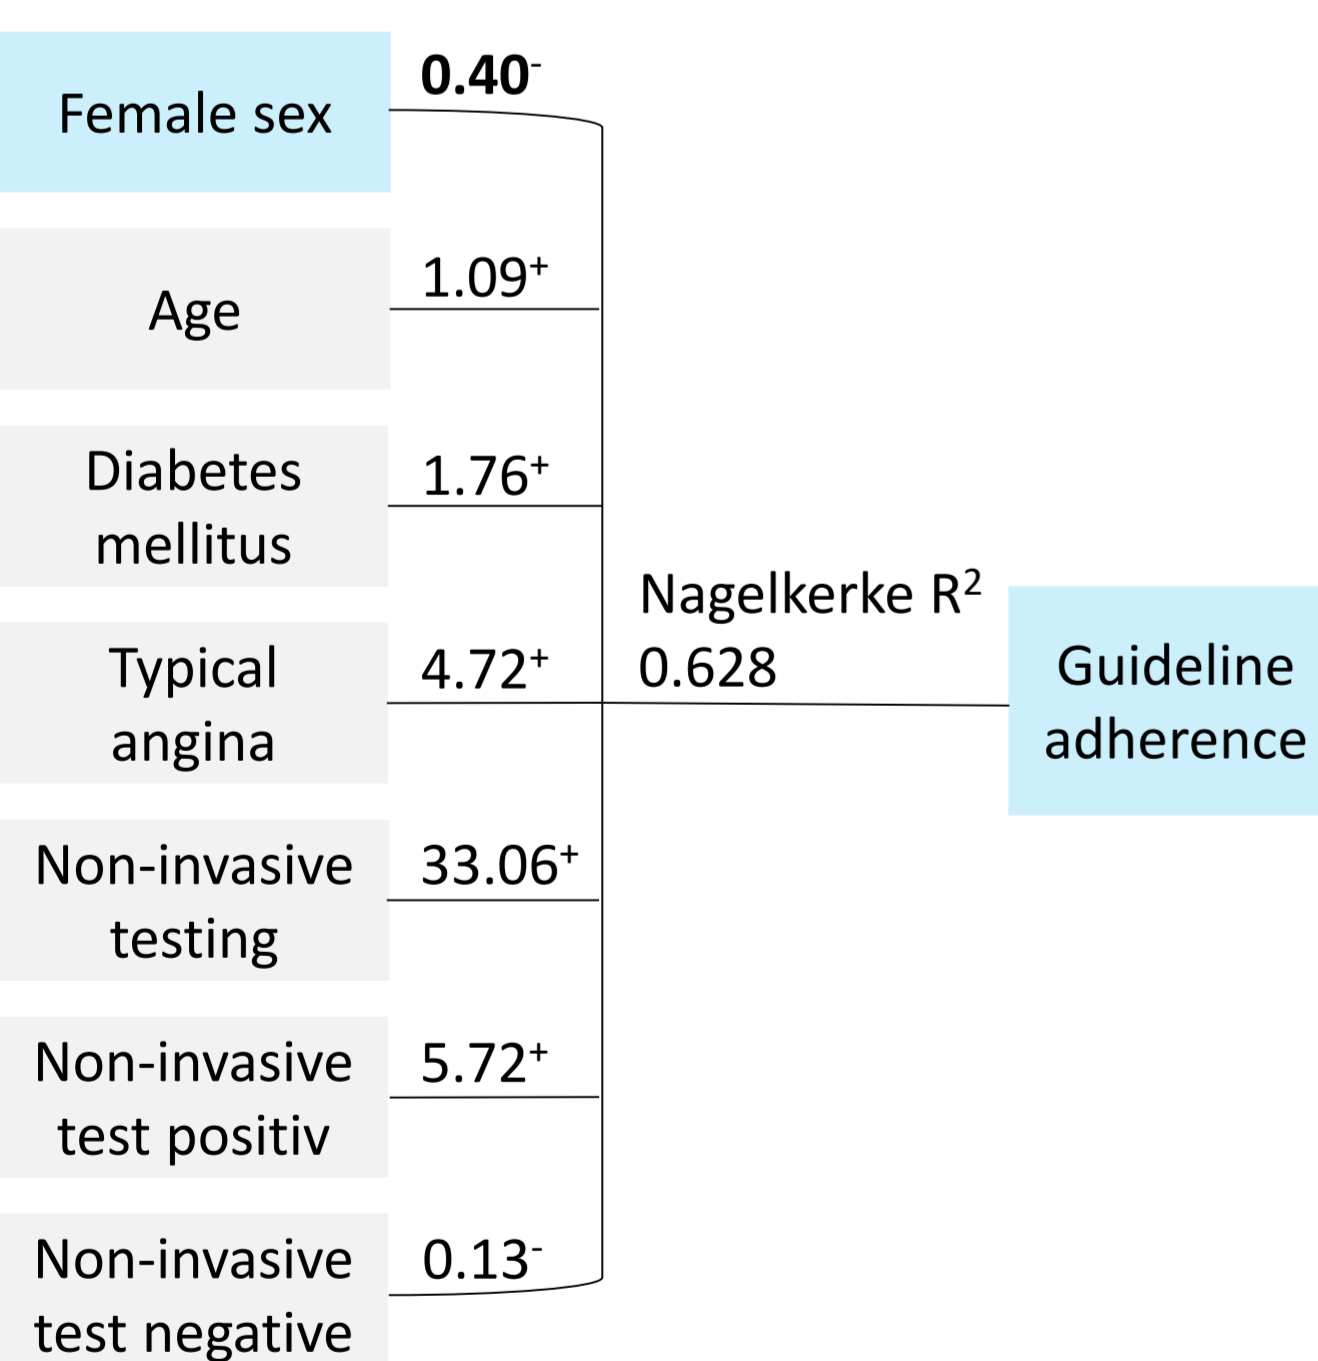 Female sex
0.40⁻
Age
1.09⁺
Diabetes
mellitus
1.76⁺
Typical
angina
4.72⁺
Non-invasive
testing
33.06⁺
Non-invasive
test positiv
5.72⁺
Non-invasive
test negative
0.13⁻
Nagelkerke R²
0.628
Guideline
adherence